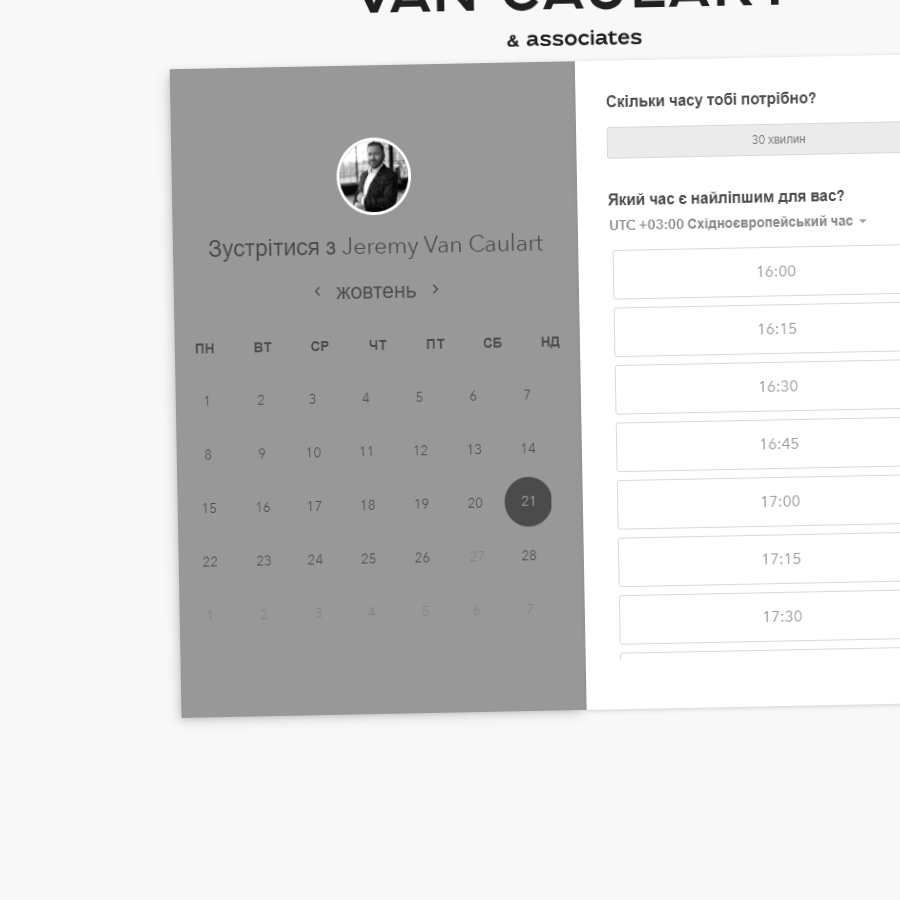 VAN CAULART
& associates
Зустрітися з Jeremy Van Caulart
жовтень
ПН ВТ СР ЧТ ПТ СБ НД
1 2 3 4 5 6 7
8 9 10 11 12 13 14
15 16 17 18 19 20 21
22 23 24 25 26 27 28
1 2 3 4 5 6 7
Скільки часу тобі потрібно?
30 хвилин
Який час є найліпшим для вас?
UTC +03:00 Східноєвропейський час
16:00
16:15
16:30
16:45
17:00
17:15
17:30